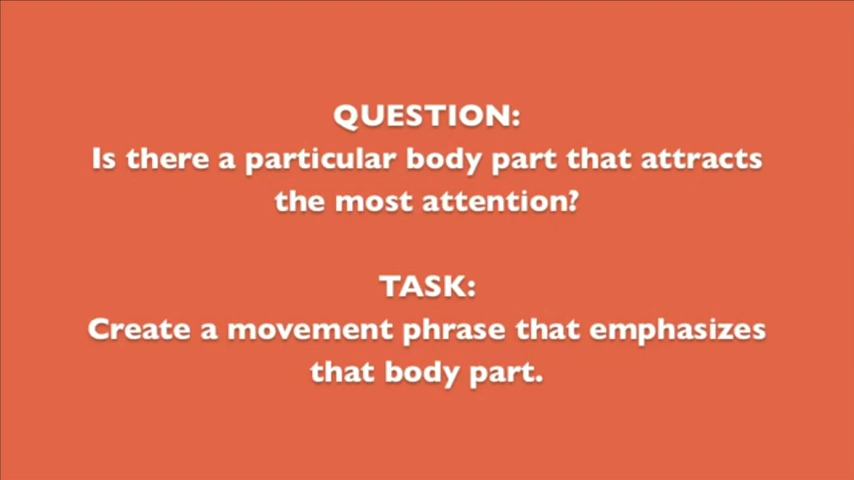 QUESTION:
Is there a particular body part that attracts
the most attention?
TASK:
Create a movement phrase that emphasizes
that body part.